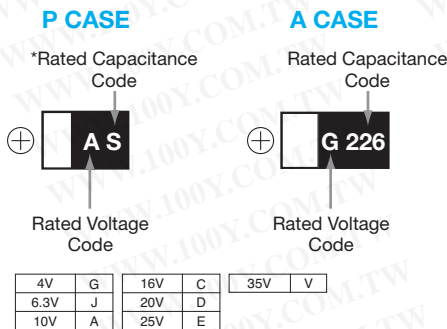 P CASE
A CASE
*Rated Capacitance
Code
Rated Capacitance
Code
A S
G 226
Rated Voltage
Code
Rated Voltage
Code
4V G 16V C 35V V
6.3V J 20V D
10V A 25V E
WWW.100Y.COM.TW